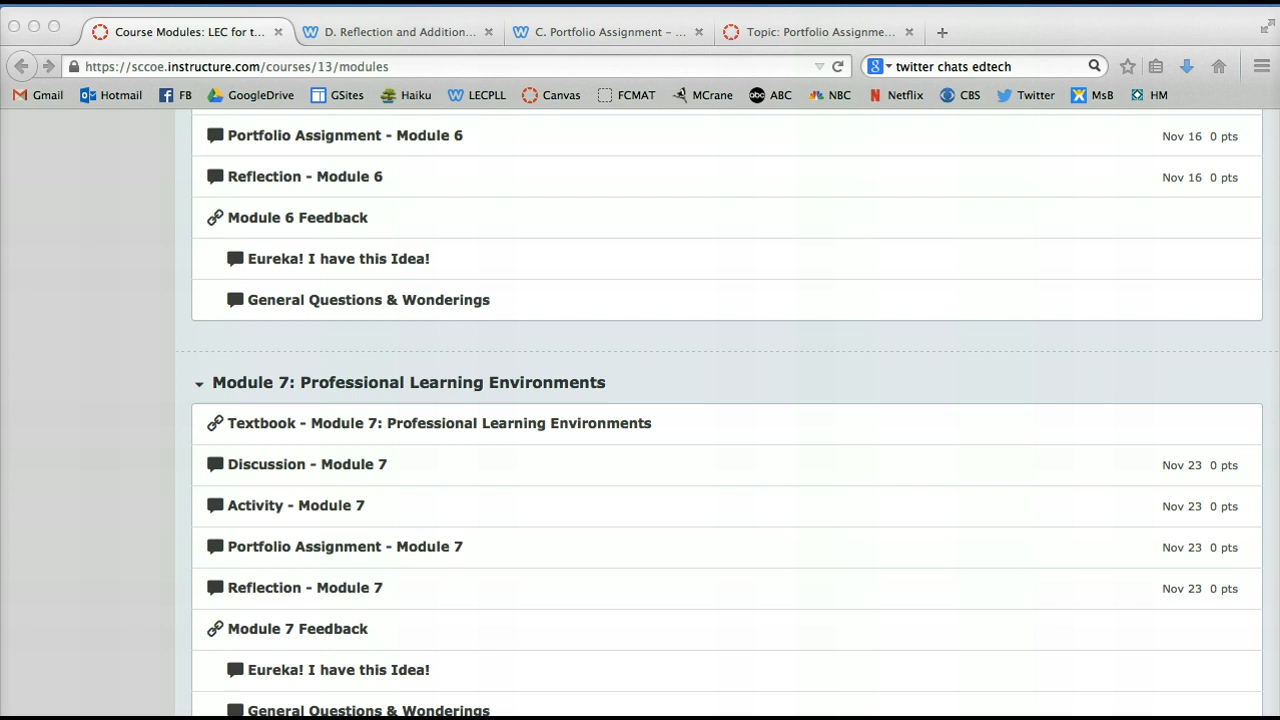 Course Modules: LEC for t...
D. Reflection and Addition...
C. Portfolio Assignment – ...
Topic: Portfolio Assignme...
https://sccoe.instructure.com/courses/13/modules
twitter chats edtech
Gmail Hotmail FB GoogleDrive GSites Haiku LECPLL Canvas FCMAT MCrane ABC NBC Netflix CBS Twitter MsB HM
Portfolio Assignment - Module 6 Nov 16 0 pts
Reflection - Module 6 Nov 16 0 pts
Module 6 Feedback
Eureka! I have this Idea!
General Questions & Wonderings
Module 7: Professional Learning Environments
Textbook - Module 7: Professional Learning Environments
Discussion - Module 7 Nov 23 0 pts
Activity - Module 7 Nov 23 0 pts
Portfolio Assignment - Module 7 Nov 23 0 pts
Reflection - Module 7 Nov 23 0 pts
Module 7 Feedback
Eureka! I have this Idea!
General Questions & Wonderings